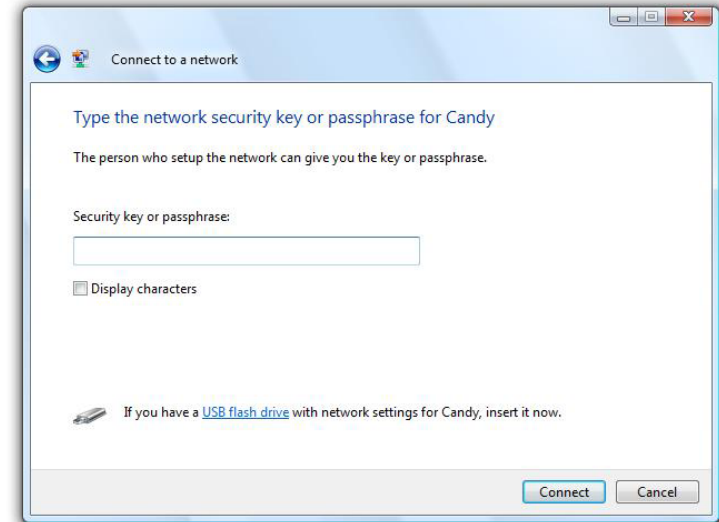 Connect to a network
Type the network security key or passphrase for Candy
The person who setup the network can give you the key or passphrase.
Security key or passphrase:
Display characters
If you have a USB flash drive with network settings for Candy, insert it now.
Connect Cancel